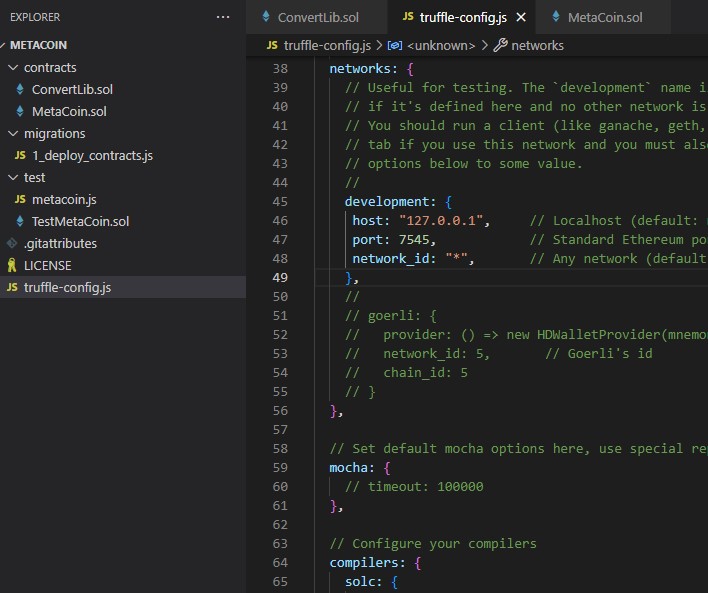 EXPLORER ···
METACOIN
contracts
ConvertLib.sol
MetaCoin.sol
migrations
JS 1_deploy_contracts.js
test
JS metacoin.js
TestMetaCoin.sol
.gitattributes
LICENSE
JS truffle-config.js
ConvertLib.sol JS truffle-config.js × MetaCoin.sol
JS truffle-config.js > <unknown> > networks
38 networks: {
39 // Useful for testing. The `development` name i
40 // if it's defined here and no other network is
41 // You should run a client (like ganache, geth,
42 // tab if you use this network and you must also
43 // options below to some value.
44 //
45 development: {
46 host: "127.0.0.1", // Localhost (default:
47 port: 7545, // Standard Ethereum po
48 network_id: "*", // Any network (default
49 },
50 //
51 // goerli: {
52 // provider: () => new HDWalletProvider(mnemo
53 // network_id: 5, // Goerli's id
54 // chain_id: 5
55 // }
56 },
57
58 // Set default mocha options here, use special rep
59 mocha: {
60 // timeout: 100000
61 },
62
63 // Configure your compilers
64 compilers: {
65 solc: {